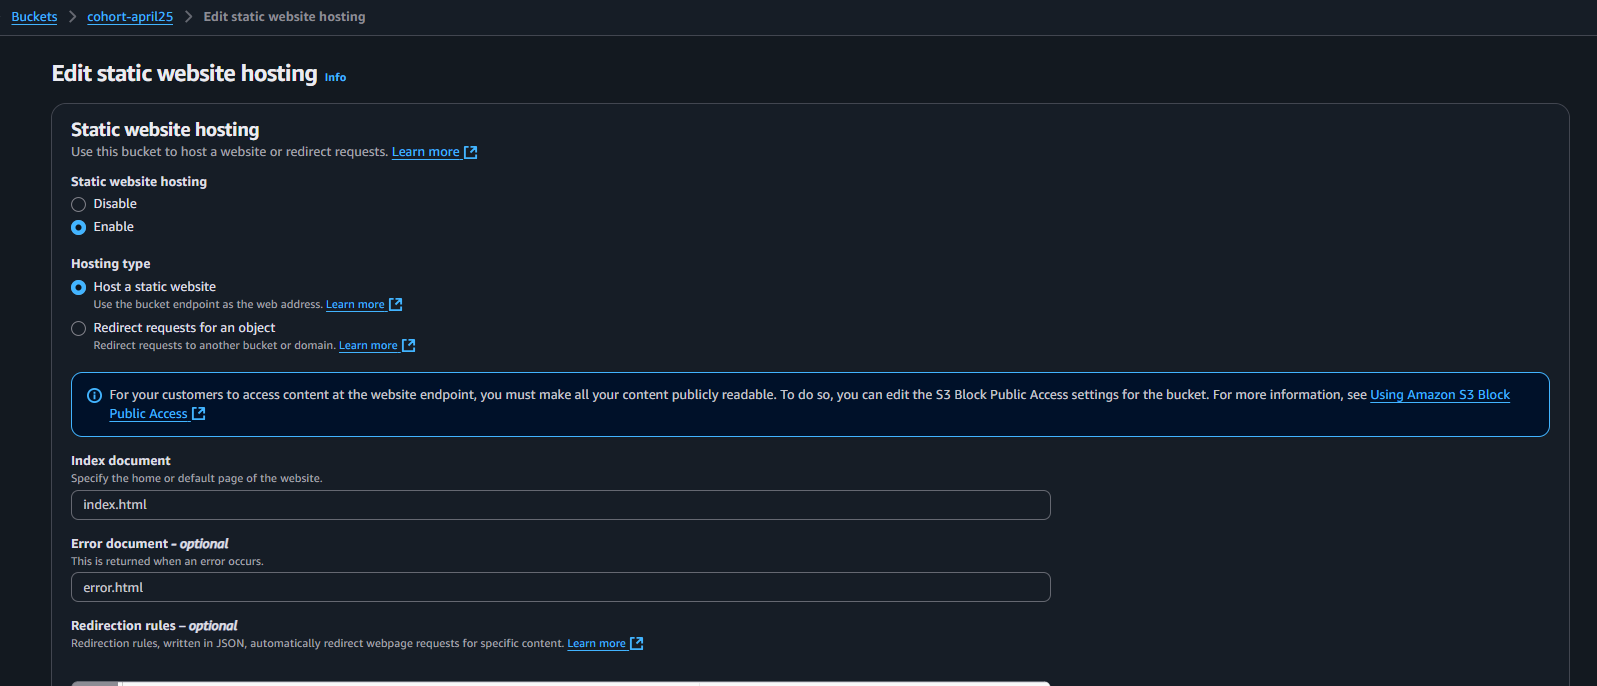 Buckets > cohort-april25 > Edit static website hosting
Edit static website hosting Info
Static website hosting
Use this bucket to host a website or redirect requests. Learn more
Static website hosting
Disable
Enable
Hosting type
Host a static website
Use the bucket endpoint as the web address. Learn more
Redirect requests for an object
Redirect requests to another bucket or domain. Learn more
For your customers to access content at the website endpoint, you must make all your content publicly readable. To do so, you can edit the S3 Block Public Access settings for the bucket. For more information, see Using Amazon S3 Block
Public Access
Index document
Specify the home or default page of the website.
index.html
Error document - optional
This is returned when an error occurs.
error.html
Redirection rules – optional
Redirection rules, written in JSON, automatically redirect webpage requests for specific content. Learn more